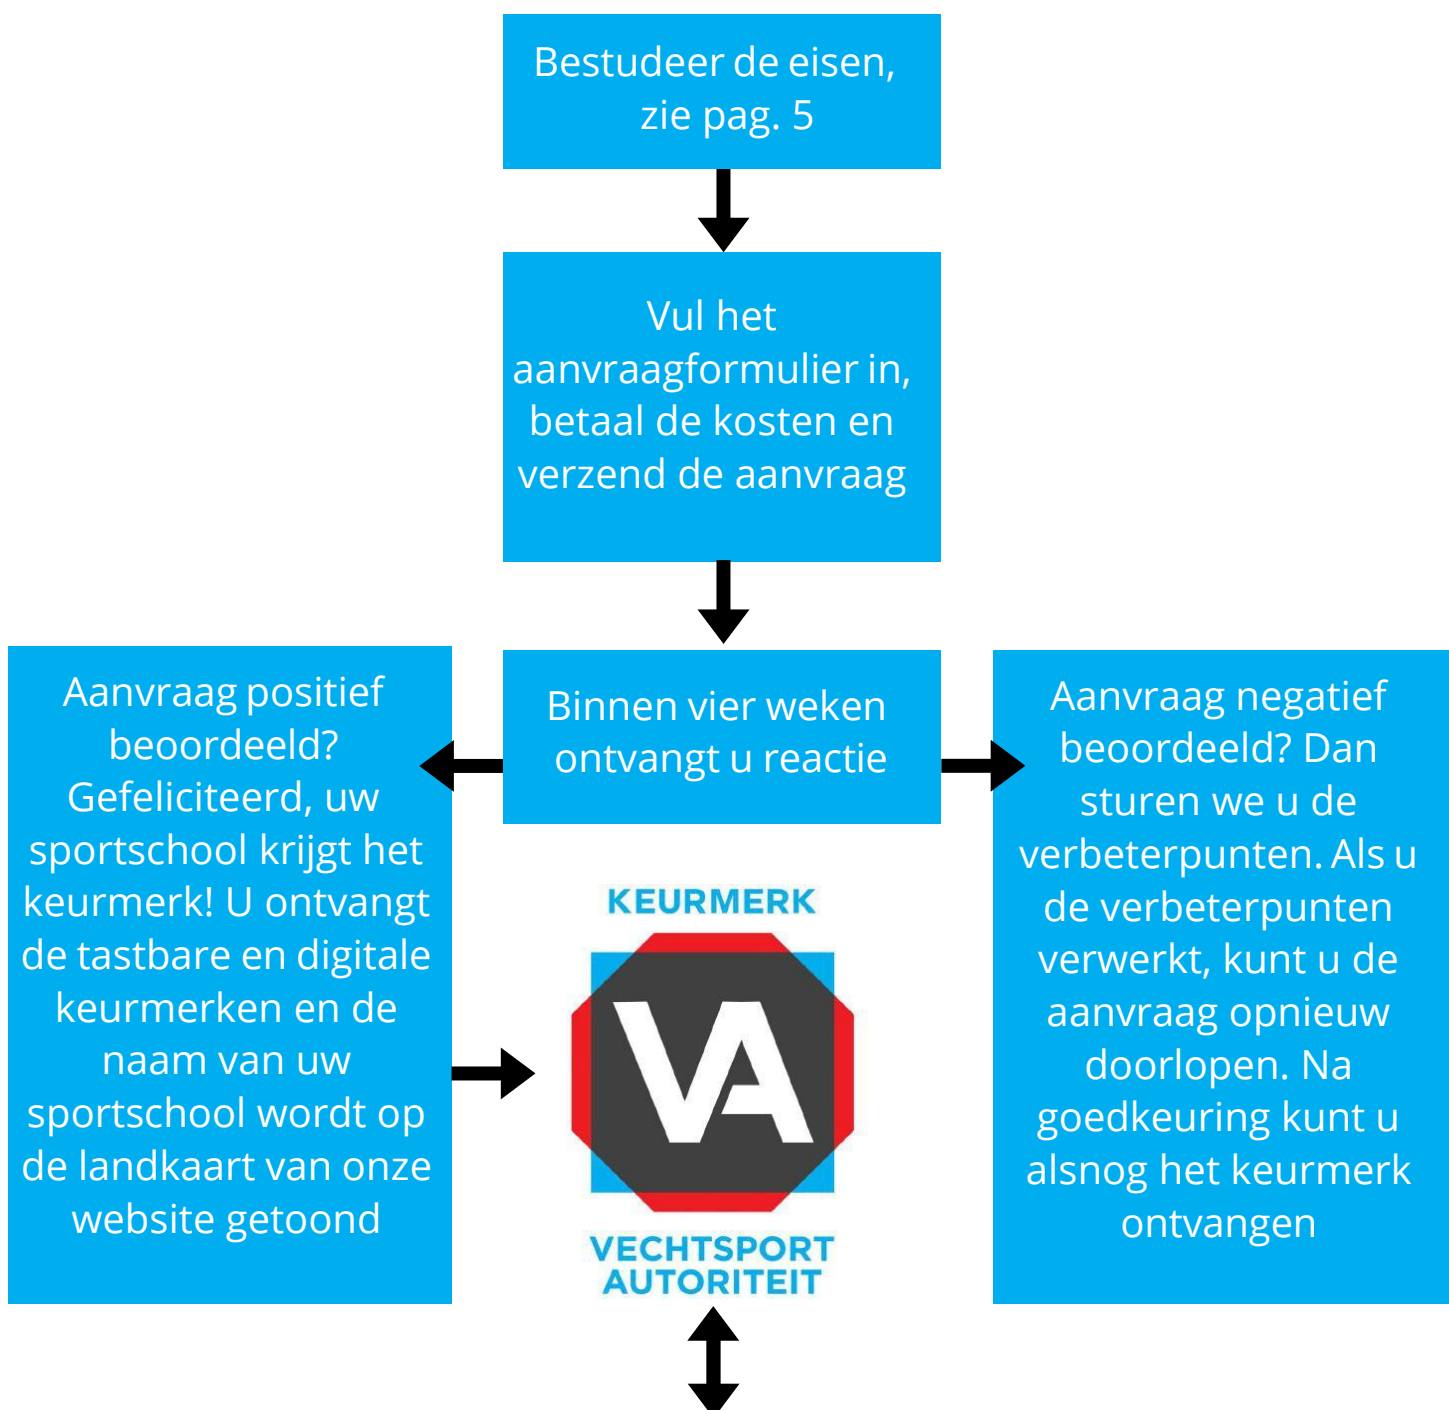 Bestudeer de eisen,
zie pag. 5
Vul het
aanvraagformulier in,
betaal de kosten en
verzend de aanvraag
Binnen vier weken
ontvangt u reactie
Aanvraag positief
beoordeeld?
Gefeliciteerd, uw
sportschool krijgt het
keurmerk! U ontvangt
de tastbare en digitale
keurmerken en de
naam van uw
sportschool wordt op
de landkaart van onze
website getoond
Aanvraag negatief
beoordeeld? Dan
sturen we u de
verbeterpunten. Als u
de verbeterpunten
verwerkt, kunt u de
aanvraag opnieuw
doorlopen. Na
goedkeuring kunt u
alsnog het keurmerk
ontvangen
KEURMERK
VA
VECHTSPORT
AUTORITEIT